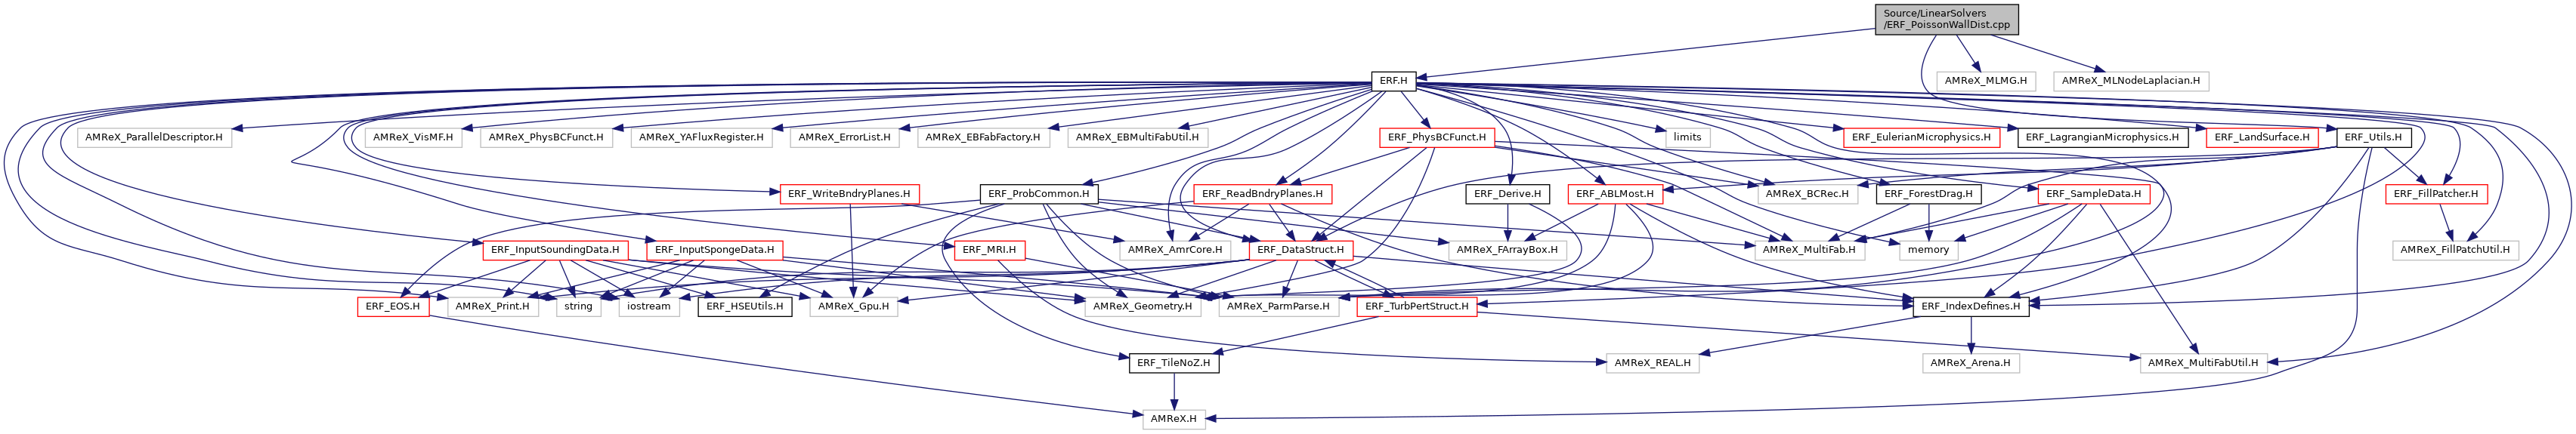 Source/LinearSolvers
/ERF_PoissonWallDist.cpp
ERF.H
AMReX_MLMG.H
AMReX_MLNodeLaplacian.H
AMReX_ParallelDescriptor.H
AMReX_VisMF.H
AMReX_PhysBCFunct.H
AMReX_YAFluxRegister.H
AMReX_ErrorList.H
AMReX_EBFabFactory.H
AMReX_EBMultiFabUtil.H
ERF_PhysBCFunct.H
limits
ERF_EulerianMicrophysics.H
ERF_LagrangianMicrophysics.H
ERF_LandSurface.H
ERF_Utils.H
ERF_WriteBndryPlanes.H
ERF_ProbCommon.H
ERF_ReadBndryPlanes.H
ERF_Derive.H
ERF_ABLMost.H
AMReX_BCRec.H
ERF_ForestDrag.H
ERF_SampleData.H
ERF_FillPatcher.H
ERF_InputSoundingData.H
ERF_InputSpongeData.H
ERF_MRI.H
AMReX_AmrCore.H
ERF_DataStruct.H
AMReX_FArrayBox.H
AMReX_MultiFab.H
memory
AMReX_FillPatchUtil.H
ERF_EOS.H
AMReX_Print.H
string
iostream
ERF_HSEUtils.H
AMReX_Gpu.H
AMReX_Geometry.H
AMReX_ParmParse.H
ERF_TurbPertStruct.H
ERF_IndexDefines.H
ERF_TileNoZ.H
AMReX_REAL.H
AMReX_Arena.H
AMReX_MultiFabUtil.H
AMReX.H